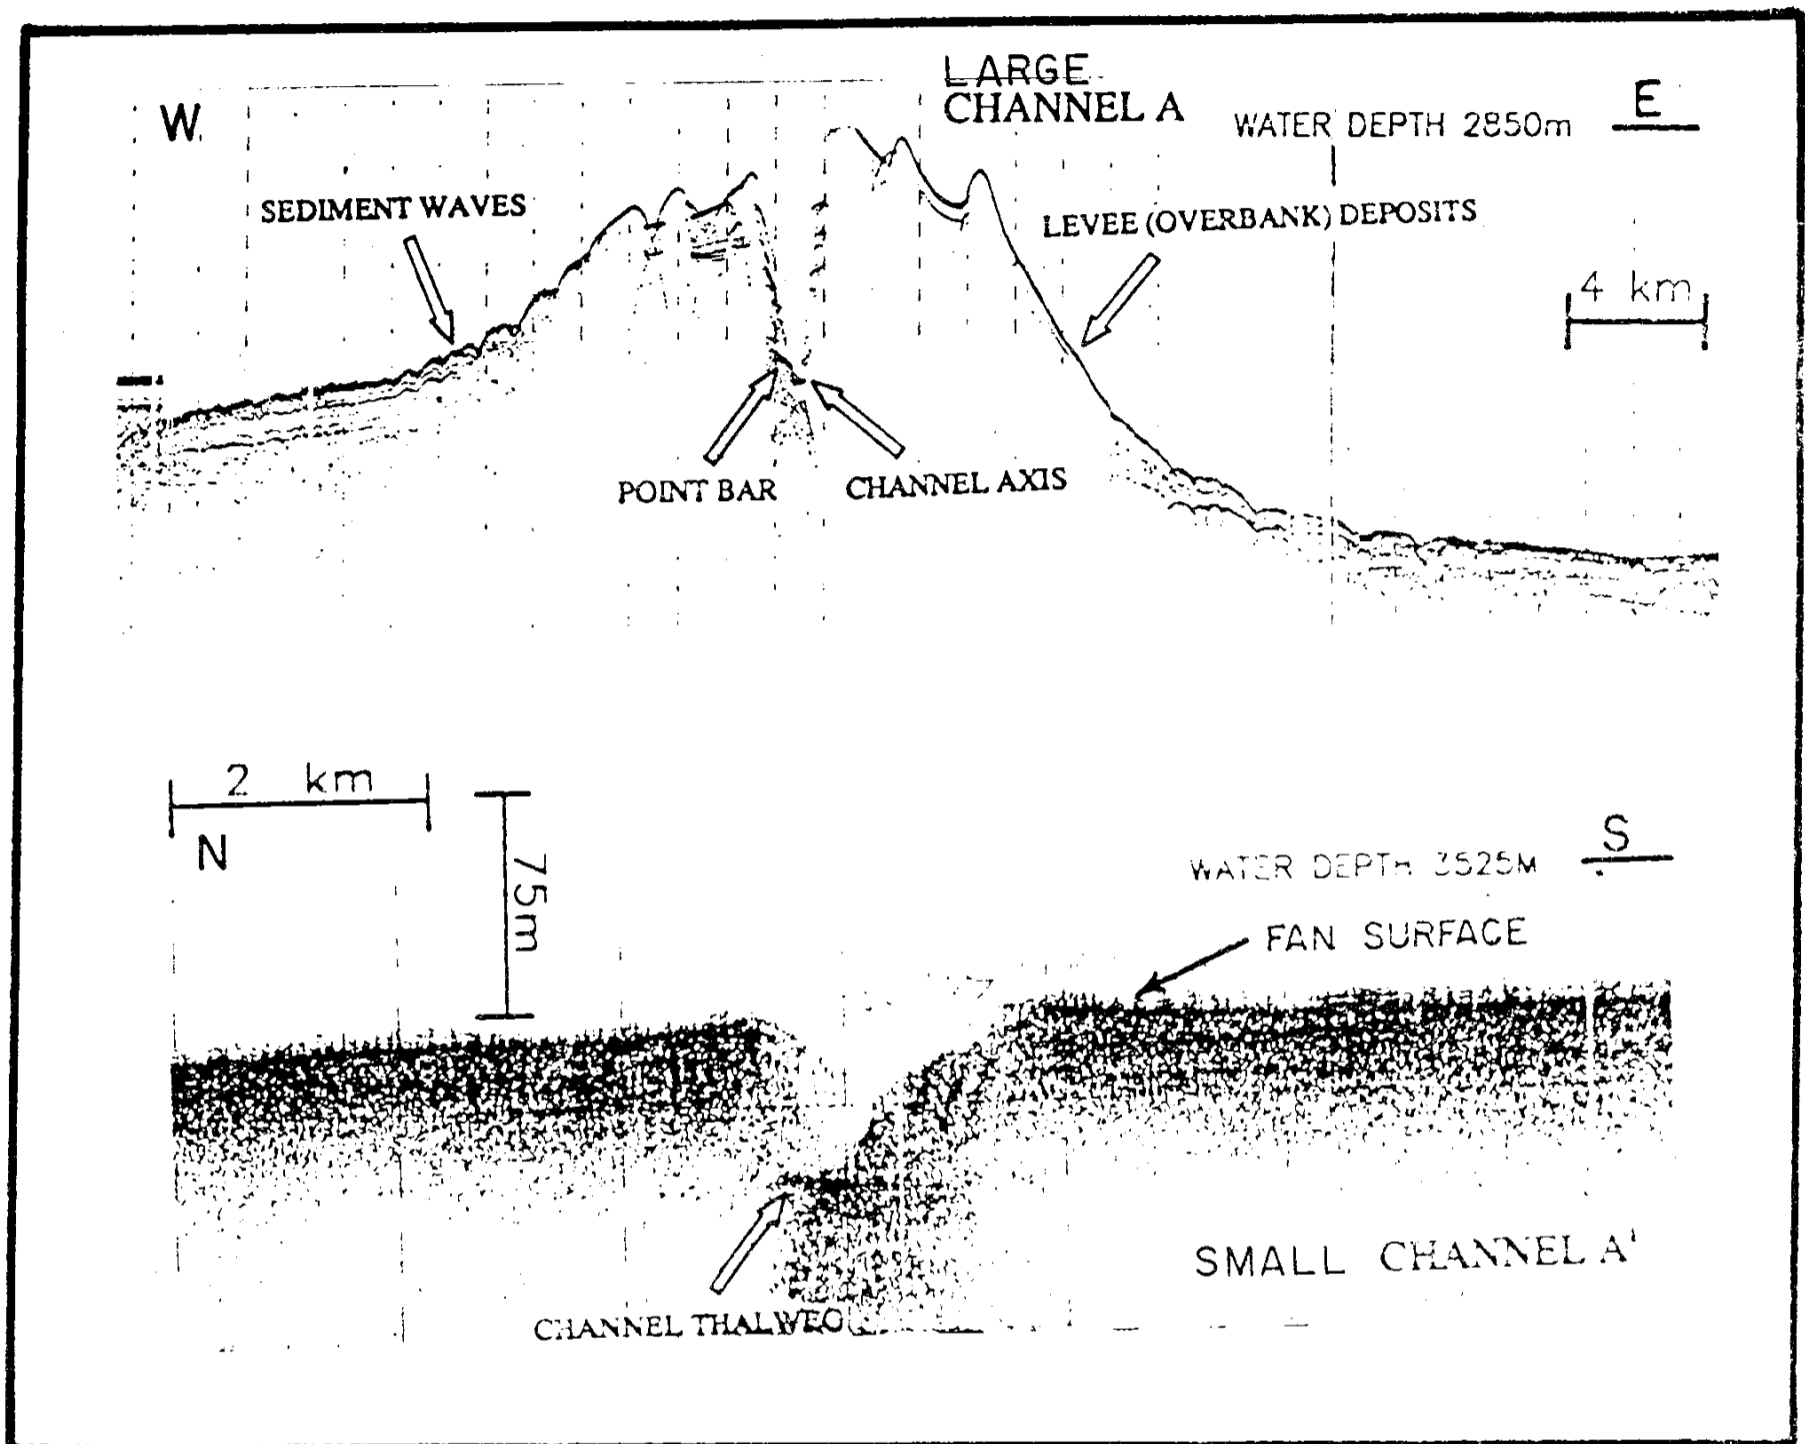 LARGE
CHANNEL A
W
E
WATER DEPTH 2850m
SEDIMENT WAVES
LEVEE (OVERBANK) DEPOSITS
4 km
POINT BAR
CHANNEL AXIS
2 km
N
75m
S
WATER DEPTH 3525M
FAN SURFACE
SMALL CHANNEL A'
CHANNEL THALWEG